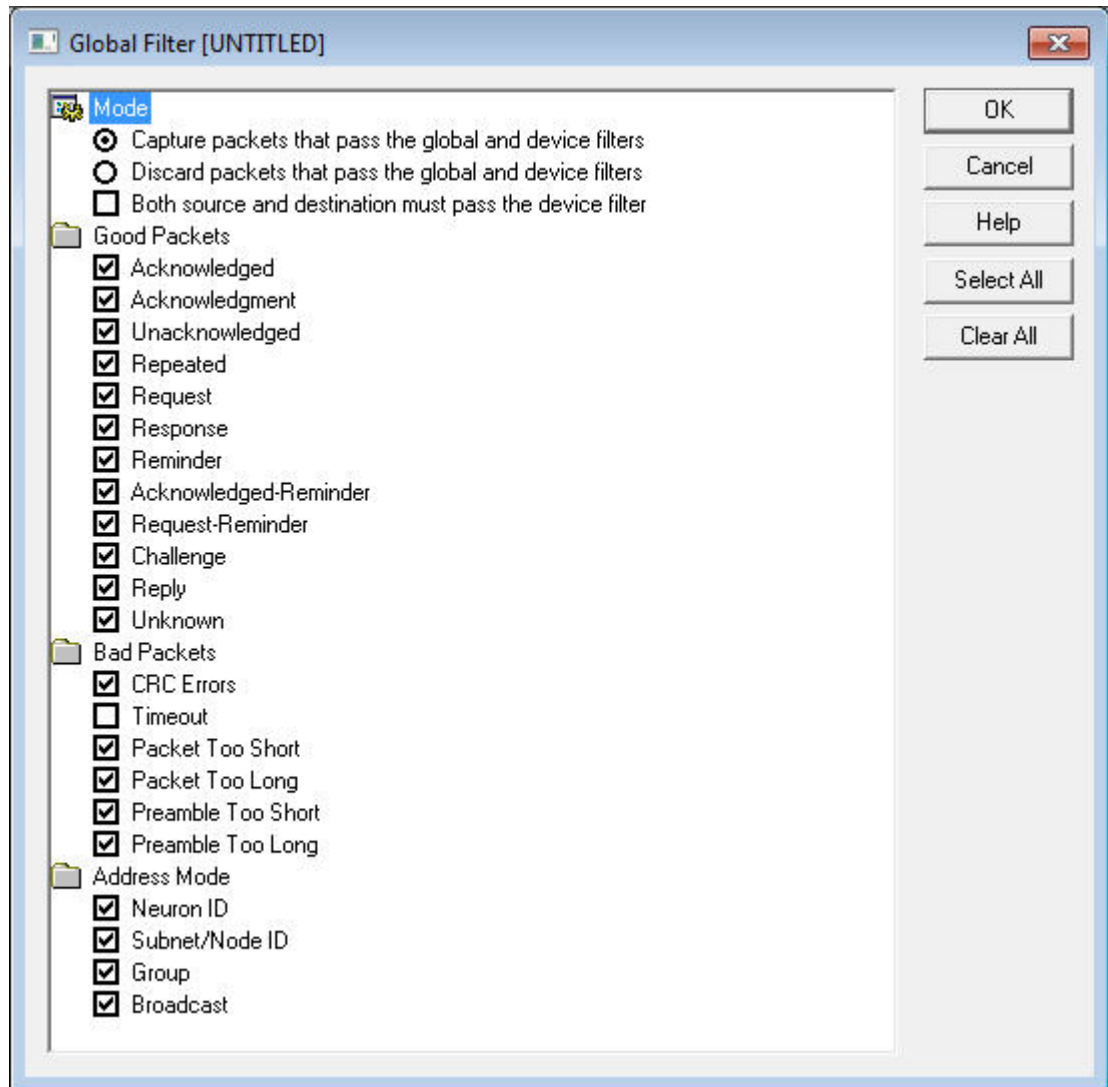 Global Filter [UNTITLED]
Mode
Capture packets that pass the global and device filters
Discard packets that pass the global and device filters
Both source and destination must pass the device filter
Good Packets
Acknowledged
Acknowledgment
Unacknowledged
Repeated
Request
Response
Reminder
Acknowledged-Reminder
Request-Reminder
Challenge
Reply
Unknown
Bad Packets
CRC Errors
Timeout
Packet Too Short
Packet Too Long
Preamble Too Short
Preamble Too Long
Address Mode
Neuron ID
Subnet/Node ID
Group
Broadcast
OK
Cancel
Help
Select All
Clear All